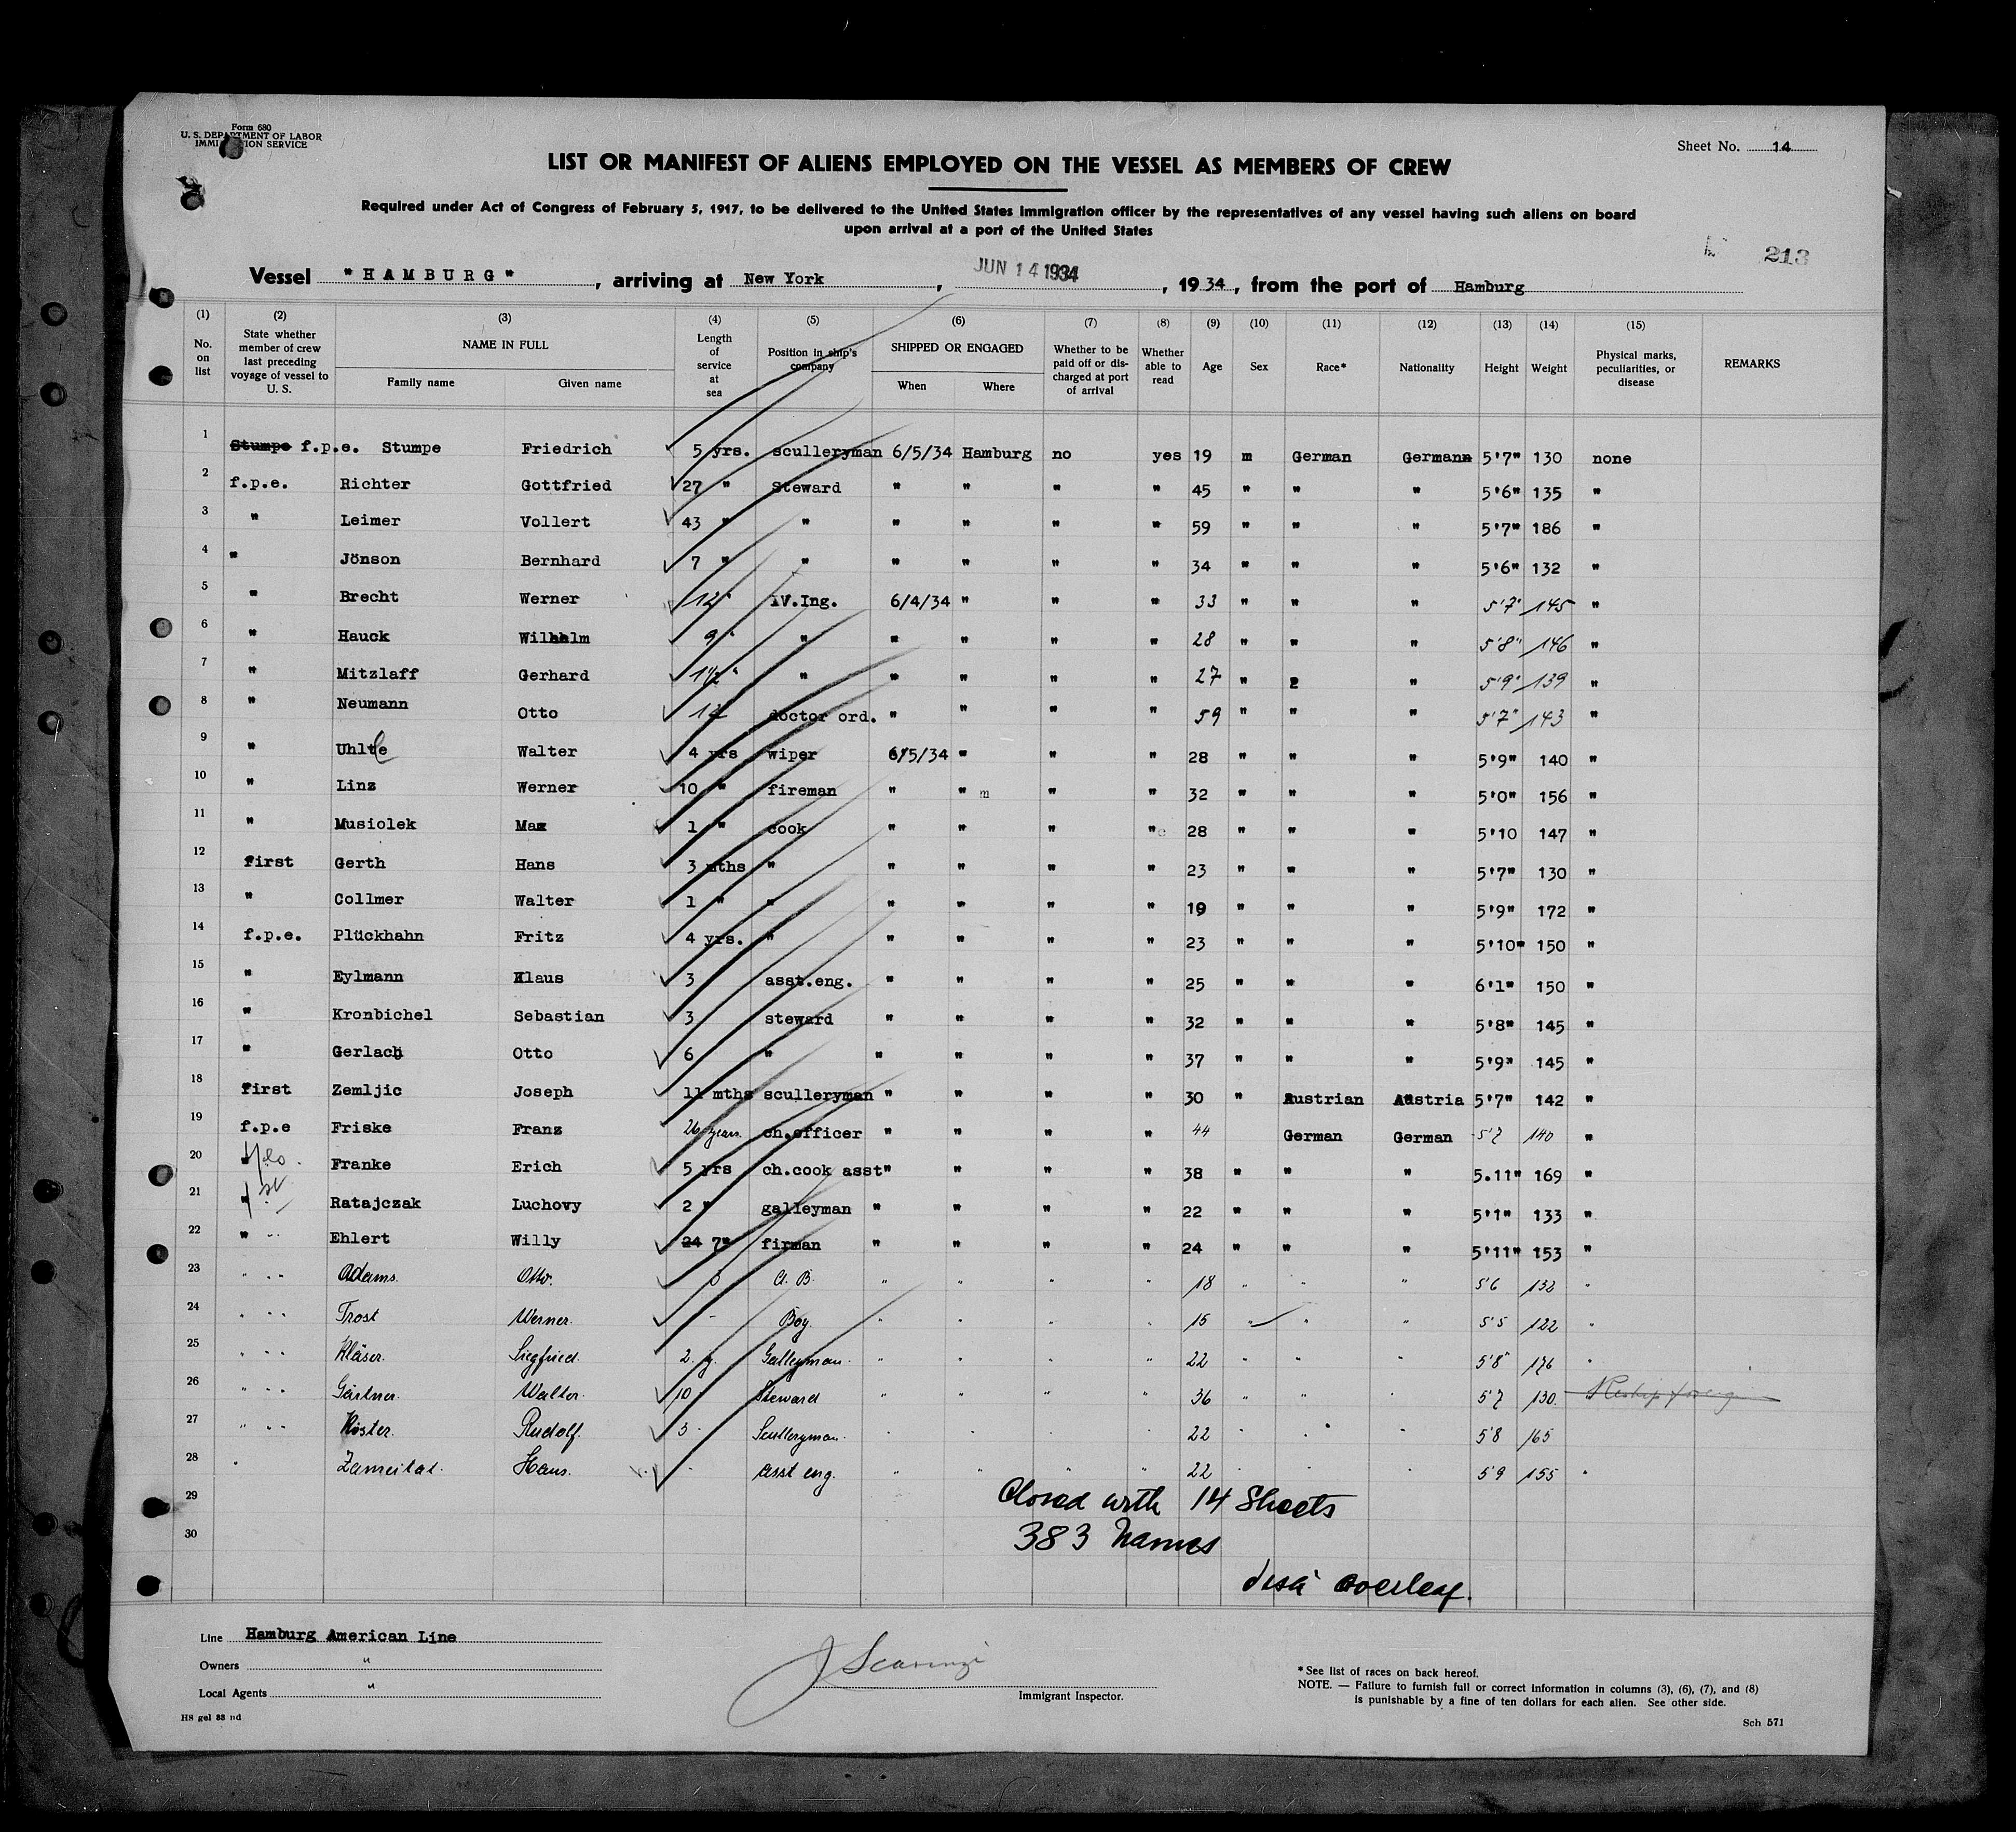 Form 680
U. S. DEPARTMENT OF LABOR
IMMIGRATION SERVICE
Sheet No. 14
LIST OR MANIFEST OF ALIENS EMPLOYED ON THE VESSEL AS MEMBERS OF CREW
Required under Act of Congress of February 5, 1917, to be delivered to the United States Immigration officer by the representatives of any vessel having such aliens on board
upon arrival at a port of the United States
213
Vessel "HAMBURG", arriving at New York, JUN 14 1934, 1934, from the port of Hamburg
(1) (2) (3) (4) (5) (6) (7) (8) (9) (10) (11) (12) (13) (14) (15)
No. on list | State whether member of crew last preceding voyage of vessel to U. S. | NAME IN FULL Family name Given name | Length of service at sea | Position in ship's company | SHIPPED OR ENGAGED When Where | Whether to be paid off or discharged at port of arrival | Whether able to read | Age | Sex | Race* | Nationality | Height | Weight | Physical marks, peculiarities, or disease | REMARKS
1 Stumpe f.p.e. Stumpe Friedrich 5 yrs. sculleryman 6/5/34 Hamburg no yes 19 m German German 5'7" 130 none
2 f.p.e. Richter Gottfried 27 " Steward " " " " 45 " " " 5'6" 135 "
3 " Leimer Vollert 43 " " " " " " 59 " " " 5'7" 186 "
4 " Jönson Bernhard 7 " " " " " " 34 " " " 5'6" 132 "
5 " Brecht Werner 12 " IV.Ing. 6/4/34 " " " 33 " " " 5'7" 145 "
6 " Hauck Wilhelm 9 " " " " " " 28 " " " 5'8" 146 "
7 " Mitzlaff Gerhard 1½ " " " " " " 27 " 2 " 5'9" 139 "
8 " Neumann Otto 12 doctor ord. " " " " 59 " " " 5'7" 143 "
9 " Uhle Walter 4 yrs wiper 6/5/34 " " " 28 " " " 5'9" 140 "
10 " Linz Werner 10 " fireman " " m " " 32 " " " 5'0" 156 "
11 " Musiolek Max 1 " cook " " " " 28 " " " 5'10 147 "
12 first Gerth Hans 3 mths " " " " " 23 " " " 5'7" 130 "
13 " Collmer Walter 1 " " " " " " 19 " " " 5'9" 172 "
14 f.p.e. Plückhahn Fritz 4 yrs. " " " " " 23 " " " 5'10" 150 "
15 " Eylmann Klaus 3 asst.eng. " " " " 25 " " " 6'1" 150 "
16 " Kronbichel Sebastian 3 steward " " " " 32 " " " 5'8" 145 "
17 " Gerlach Otto 6 " " " " " 37 " " " 5'9" 145 "
18 first Zemljic Joseph 11 mths sculleryman " " " " 30 " Austrian Austria 5'7" 142 "
19 f.p.e Friske Franz 26 years. ch.officer " " " " 44 German German 5'7 140 "
20 Franke Erich 5 yrs ch.cook asst " " " " 38 " " " 5.11" 169 "
21 " Ratajczak Luchovy 2 " galleyman " " " " 22 " " " 5'1" 133 "
22 " Ehlert Willy 24 7" firman " " " " 24 " " " 5'11" 153 "
23 " Adams. Otto. A. B. " " " " 18 " " " 5'6 132 "
24 " Trost Werner. - Boy. " " " " 15 " " " 5'5 122 "
25 " Kläser. Siegfried. 2. y. Galleyman. " " " " 22 " " " 5'8" 176 "
26 " Gärtner. Walter. 10 Steward " " " " 36 " " " 5'7 130.
27 " Köster. Rudolf. 3 Sculleryman. " " " " 22 " " " 5'8 165
28 " Hans. - asst eng. " " " " 22 " " " 5'9 155 "
29
30
Closed with 14 Sheets
383 Names
overleaf.
Line Hamburg American Line
Owners "
Local Agents "
J Scarinzi
Immigrant Inspector.
* See list of races on back hereof.
NOTE. — Failure to furnish full or correct information in columns (3), (6), (7), and (8)
is punishable by a fine of ten dollars for each alien. See other side.
HS gel 33 nd
Sch 571